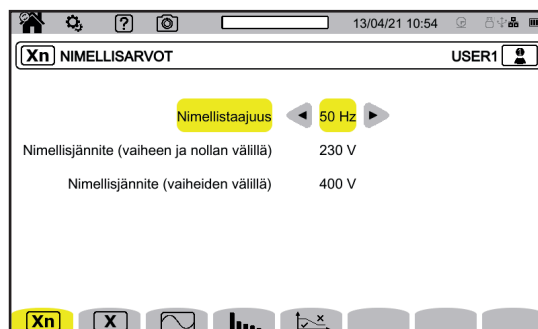 ? 13/04/21 10:54
Xn NIMELLISARVOT USER1
Nimellistaajuus 50 Hz
Nimellisjännite (vaiheen ja nollan välillä) 230 V
Nimellisjännite (vaiheiden välillä) 400 V
Xn X